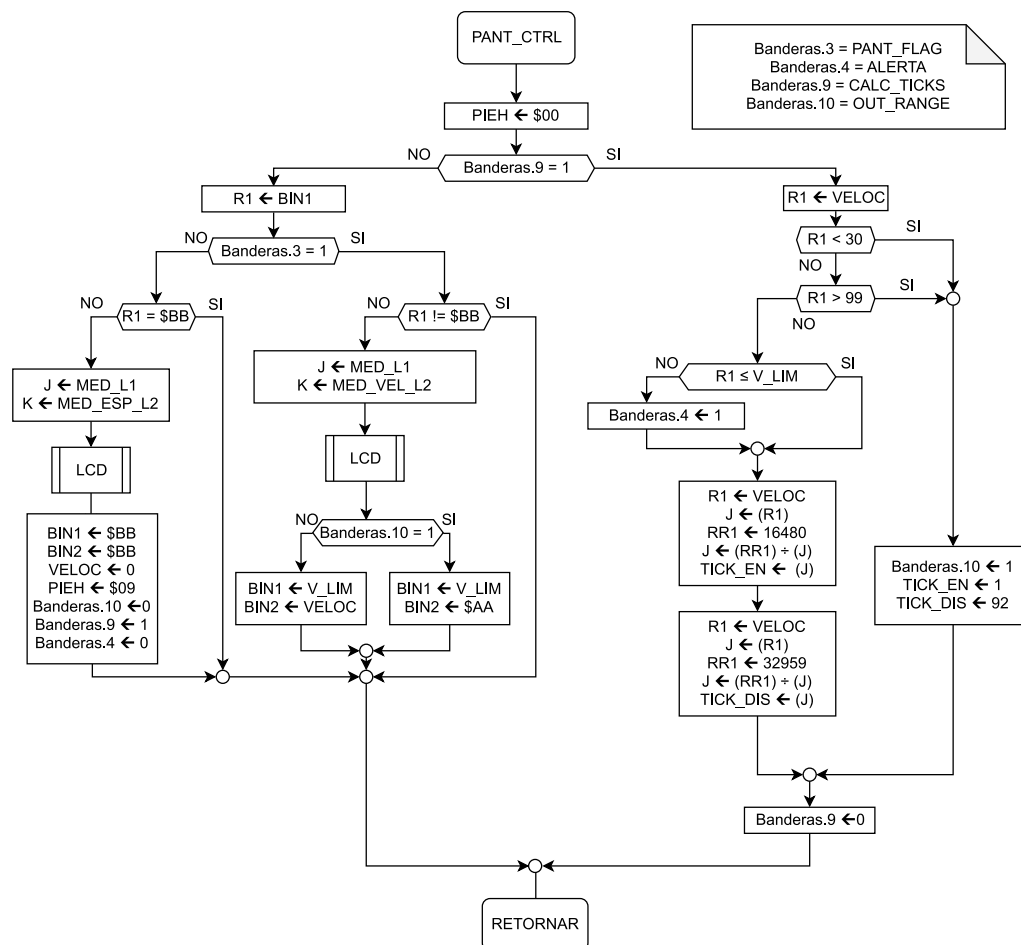 PANT_CTRL
Banderas.3 = PANT_FLAG
Banderas.4 = ALERTA
Banderas.9 = CALC_TICKS
Banderas.10 = OUT_RANGE
PIEH ← $00
NO
Banderas.9 = 1
SI
R1 ← BIN1
R1 ← VELOC
NO
Banderas.3 = 1
SI
R1 < 30
SI
NO
NO
R1 = $BB
SI
NO
R1 != $BB
SI
R1 > 99
SI
NO
J ← MED_L1
K ← MED_ESP_L2
J ← MED_L1
K ← MED_VEL_L2
NO
R1 ≤ V_LIM
SI
Banderas.4 ← 1
LCD
LCD
BIN1 ← $BB
BIN2 ← $BB
VELOC ← 0
PIEH ← $09
Banderas.10 ←0
Banderas.9 ← 1
Banderas.4 ← 0
NO
Banderas.10 = 1
SI
BIN1 ← V_LIM
BIN2 ← VELOC
BIN1 ← V_LIM
BIN2 ← $AA
R1 ← VELOC
J ← (R1)
RR1 ← 16480
J ← (RR1) ÷ (J)
TICK_EN ← (J)
Banderas.10 ← 1
TICK_EN ← 1
TICK_DIS ← 92
R1 ← VELOC
J ← (R1)
RR1 ← 32959
J ← (RR1) ÷ (J)
TICK_DIS ← (J)
Banderas.9 ←0
RETORNAR